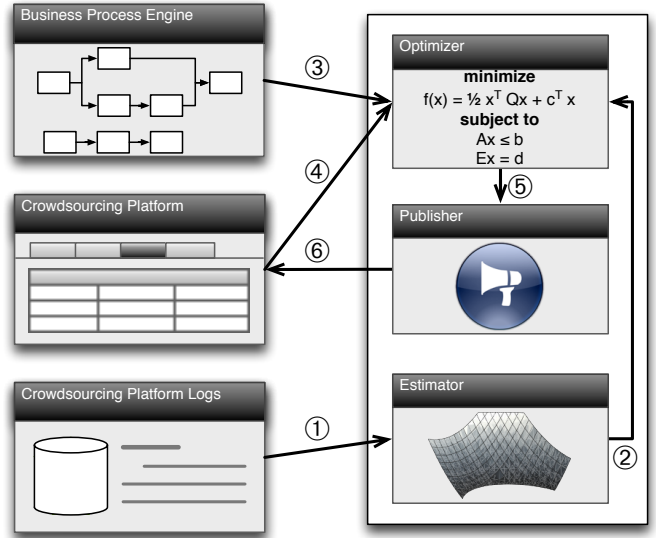 Business Process Engine
③
④
Crowdsourcing Platform
⑥
Crowdsourcing Platform Logs
①
Optimizer
minimize
f(x) = ½ xᵀ Qx + cᵀ x
subject to
Ax ≤ b
Ex = d
⑤
Publisher
Estimator
②